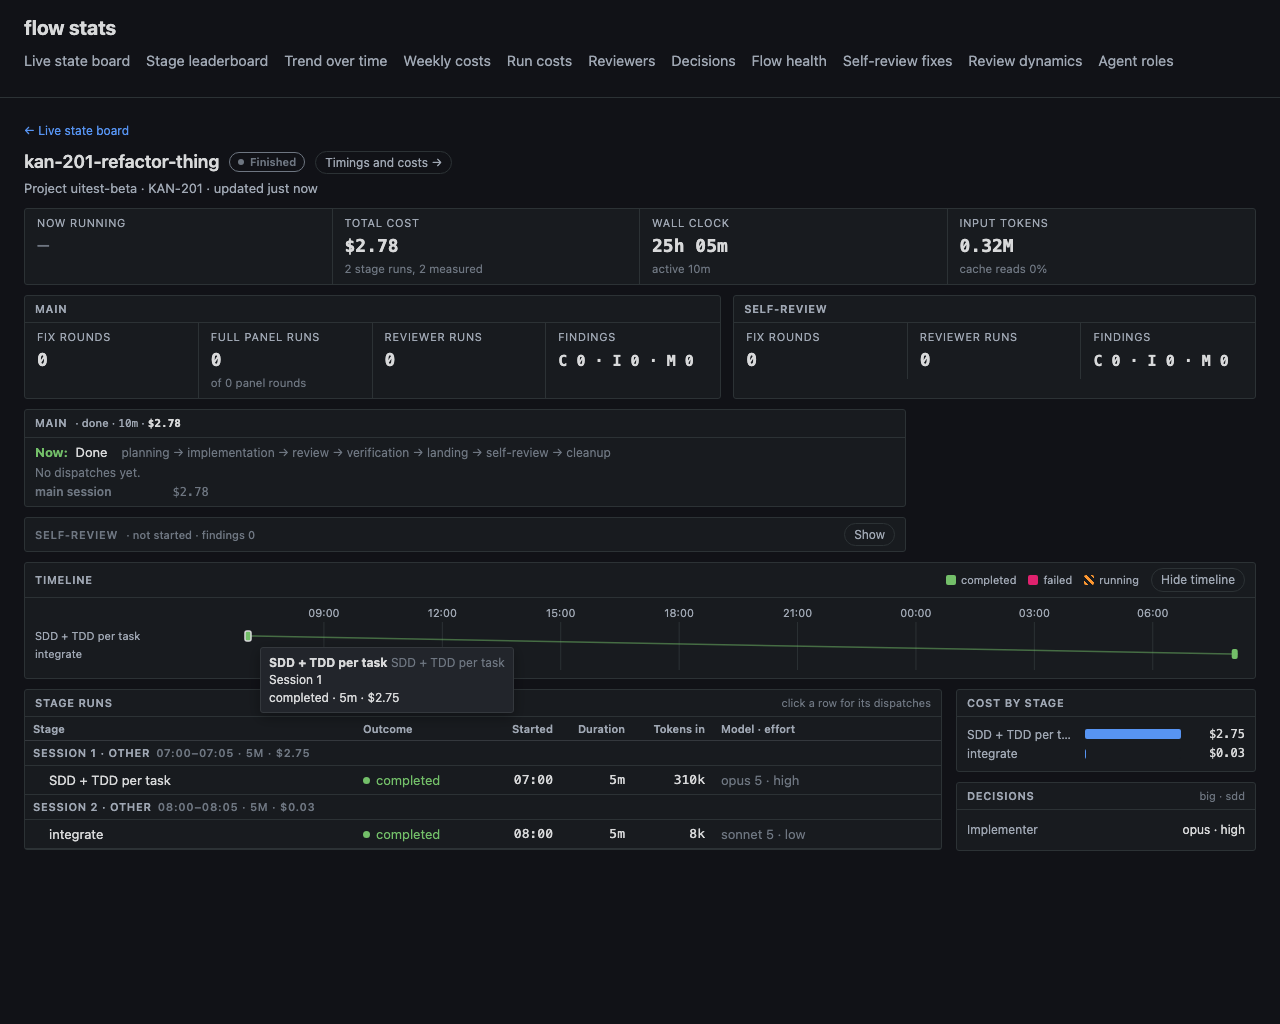 flow stats
Live state board Stage leaderboard Trend over time Weekly costs Run costs Reviewers Decisions Flow health Self-review fixes Review dynamics Agent roles
← Live state board
kan-201-refactor-thing Finished Timings and costs →
Project uitest-beta · KAN-201 · updated just now
NOW RUNNING TOTAL COST WALL CLOCK INPUT TOKENS
— $2.78 25h 05m 0.32M
2 stage runs, 2 measured active 10m cache reads 0%
MAIN SELF-REVIEW
FIX ROUNDS FULL PANEL RUNS REVIEWER RUNS FINDINGS FIX ROUNDS REVIEWER RUNS FINDINGS
0 0 0 C 0 · I 0 · M 0 0 0 C 0 · I 0 · M 0
of 0 panel rounds
MAIN · done · 10m · $2.78
Now: Done planning → implementation → review → verification → landing → self-review → cleanup
No dispatches yet.
main session $2.78
SELF-REVIEW · not started · findings 0 Show
TIMELINE completed failed running Hide timeline
09:00 12:00 15:00 18:00 21:00 00:00 03:00 06:00
SDD + TDD per task
integrate
SDD + TDD per task SDD + TDD per task
Session 1
completed · 5m · $2.75
STAGE RUNS click a row for its dispatches
Stage Outcome Started Duration Tokens in Model · effort
SESSION 1 · OTHER 07:00–07:05 · 5M · $2.75
SDD + TDD per task completed 07:00 5m 310k opus 5 · high
SESSION 2 · OTHER 08:00–08:05 · 5M · $0.03
integrate completed 08:00 5m 8k sonnet 5 · low
COST BY STAGE
SDD + TDD per t... $2.75
integrate $0.03
DECISIONS big · sdd
Implementer opus · high